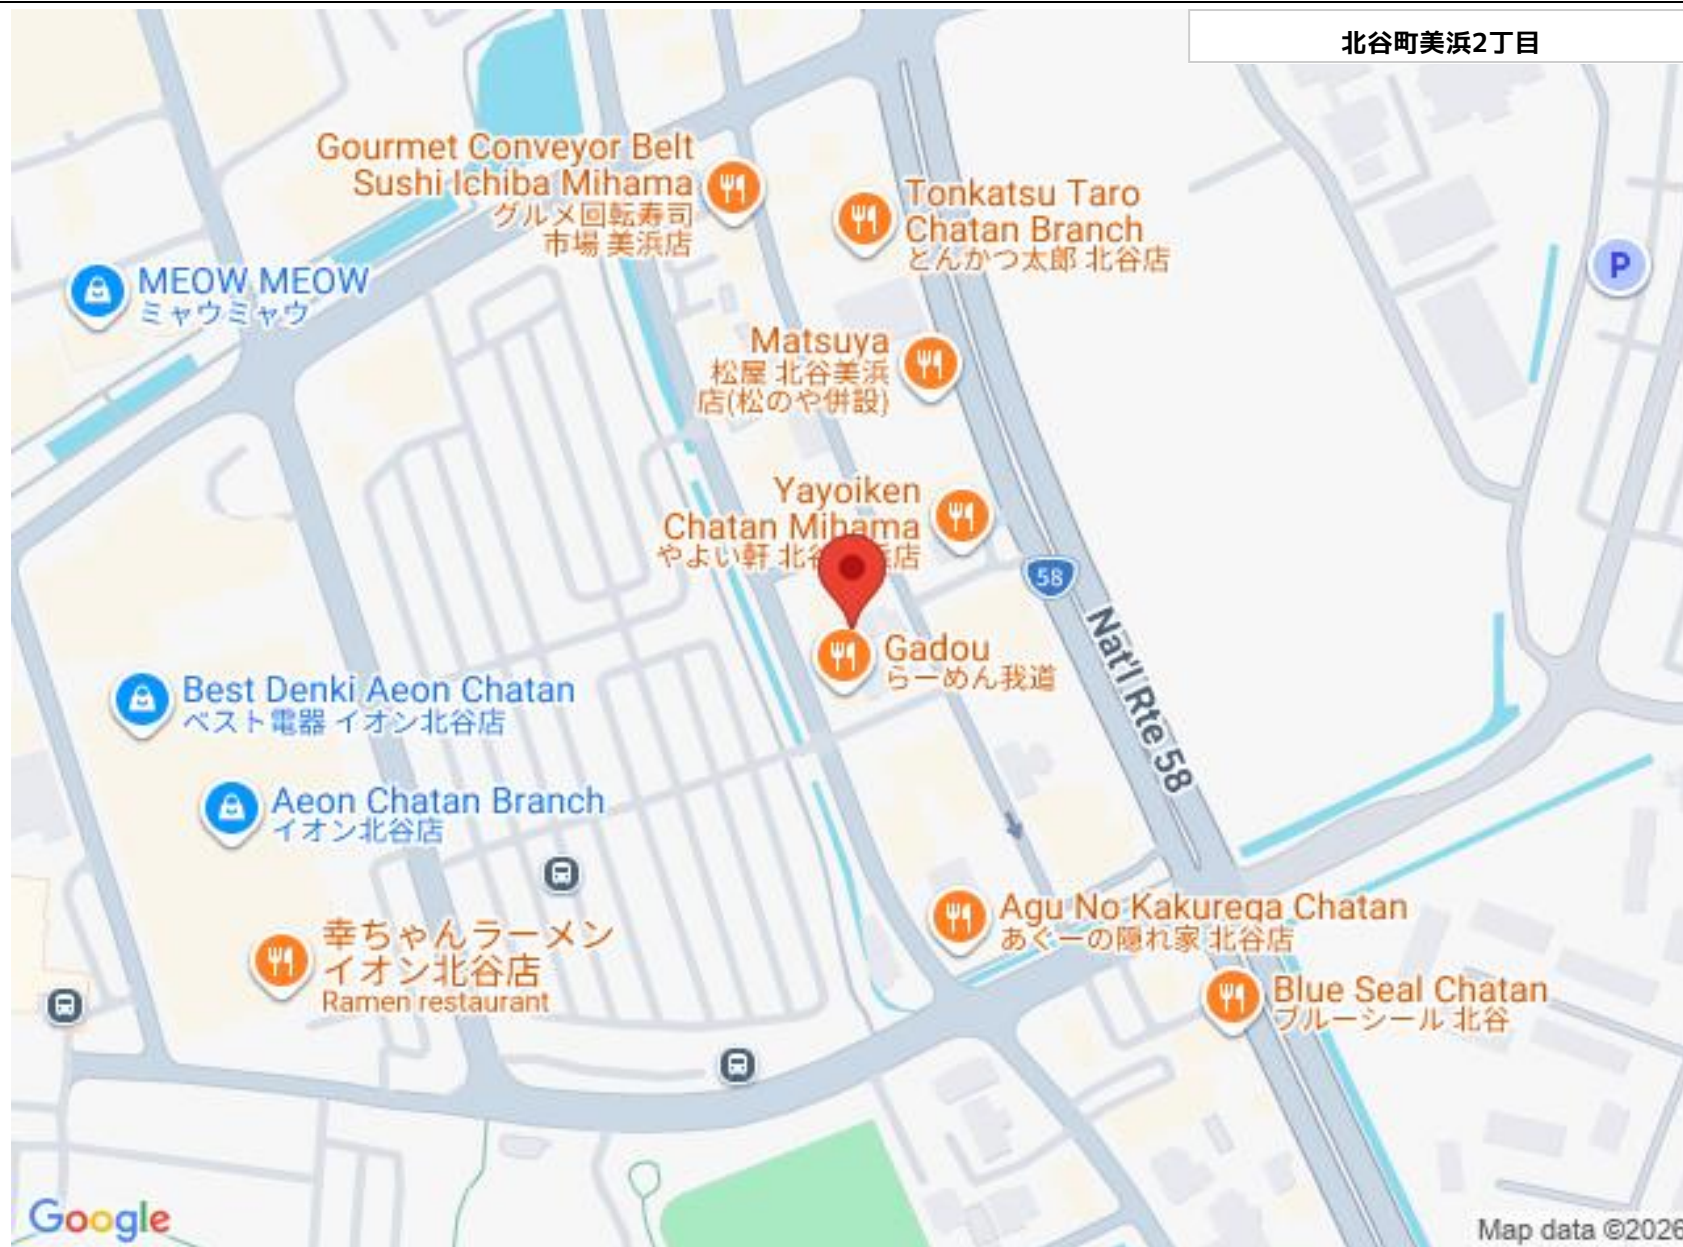 北谷町美浜2丁目
Gourmet Conveyor Belt
Sushi Ichiba Mihama
グルメ回転寿司
市場 美浜店
Tonkatsu Taro
Chatan Branch
とんかつ太郎 北谷店
P
MEOW MEOW
ミャウミャウ
Matsuya
松屋 北谷美浜
店(松のや併設)
Yayoiken
Chatan Mihama
やよい軒 北谷 店
58
Nat'l Rte 58
Gadou
らーめん我道
Best Denki Aeon Chatan
ベスト電器 イオン北谷店
Aeon Chatan Branch
イオン北谷店
幸ちゃんラーメン
イオン北谷店
Ramen restaurant
Agu No Kakurega Chatan
あぐーの隠れ家 北谷店
Blue Seal Chatan
ブルーシール 北谷
Google
Map data ©2026